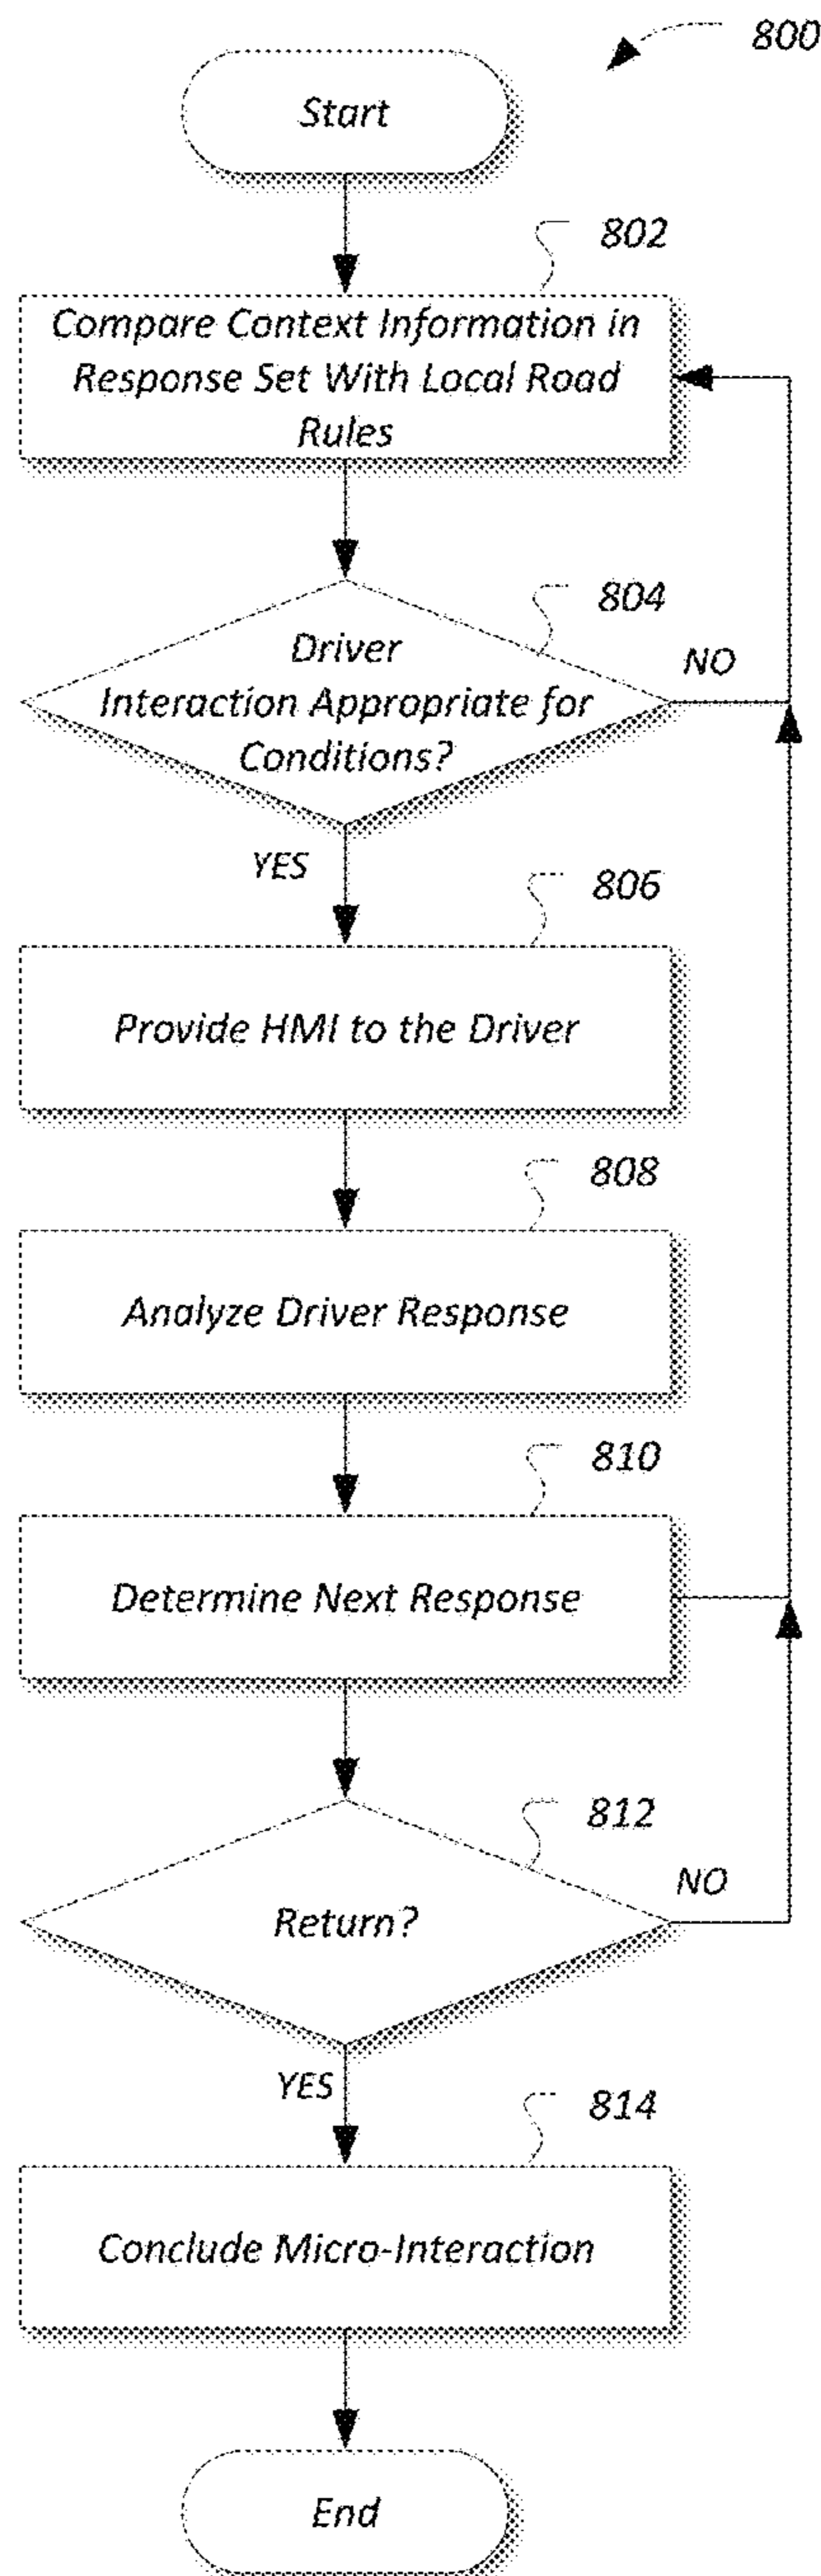 800
Start
802
Compare Context Information in
Response Set With Local Road
Rules
804
Driver
Interaction Appropriate for
Conditions?
NO
YES
806
Provide HMI to the Driver
808
Analyze Driver Response
810
Determine Next Response
812
Return?
NO
YES
814
Conclude Micro-Interaction
End